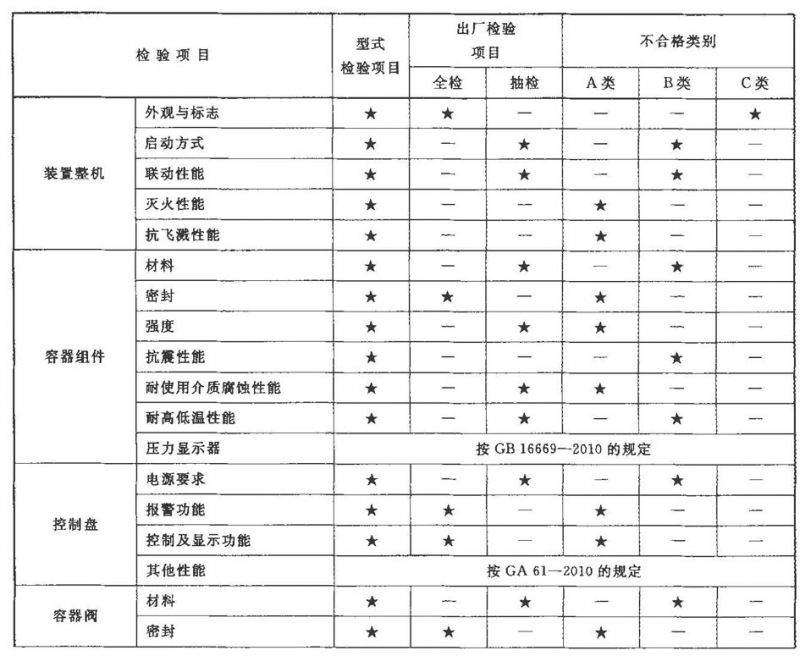 检验项目 型式检验项目 出厂检验项目 不合格类别
全检 抽检 A类 B类 C类
装置整机 外观与标志 ★ ★ — — — ★
启动方式 ★ — ★ — ★ —
联动性能 ★ — ★ — ★ —
灭火性能 ★ — — ★ — —
抗飞溅性能 ★ — — ★ — —
容器组件 材料 ★ — ★ — ★ —
密封 ★ ★ — ★ — —
强度 ★ — ★ ★ — —
抗震性能 ★ — — — ★ —
耐使用介质腐蚀性能 ★ — ★ ★ — —
耐高低温性能 ★ — ★ — ★ —
压力显示器 按 GB 16669—2010 的规定
控制盘 电源要求 ★ — ★ — ★ —
报警功能 ★ ★ — ★ — —
控制及显示功能 ★ ★ — ★ — —
其他性能 按 GA 61—2010 的规定
容器阀 材料 ★ — ★ — ★ —
密封 ★ ★ — ★ — —